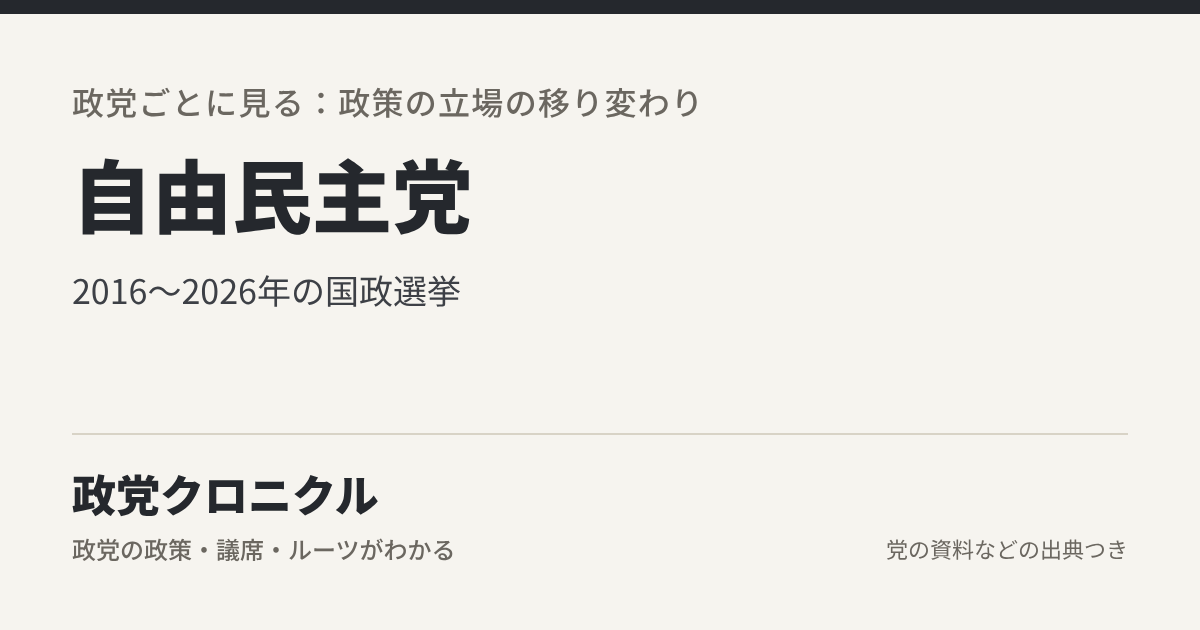 政党ごとに見る：政策の立場の移り変わり
自由民主党
2016〜2026年の国政選挙
政党クロニクル
政党の政策・議席・ルーツがわかる
党の資料などの出典つき